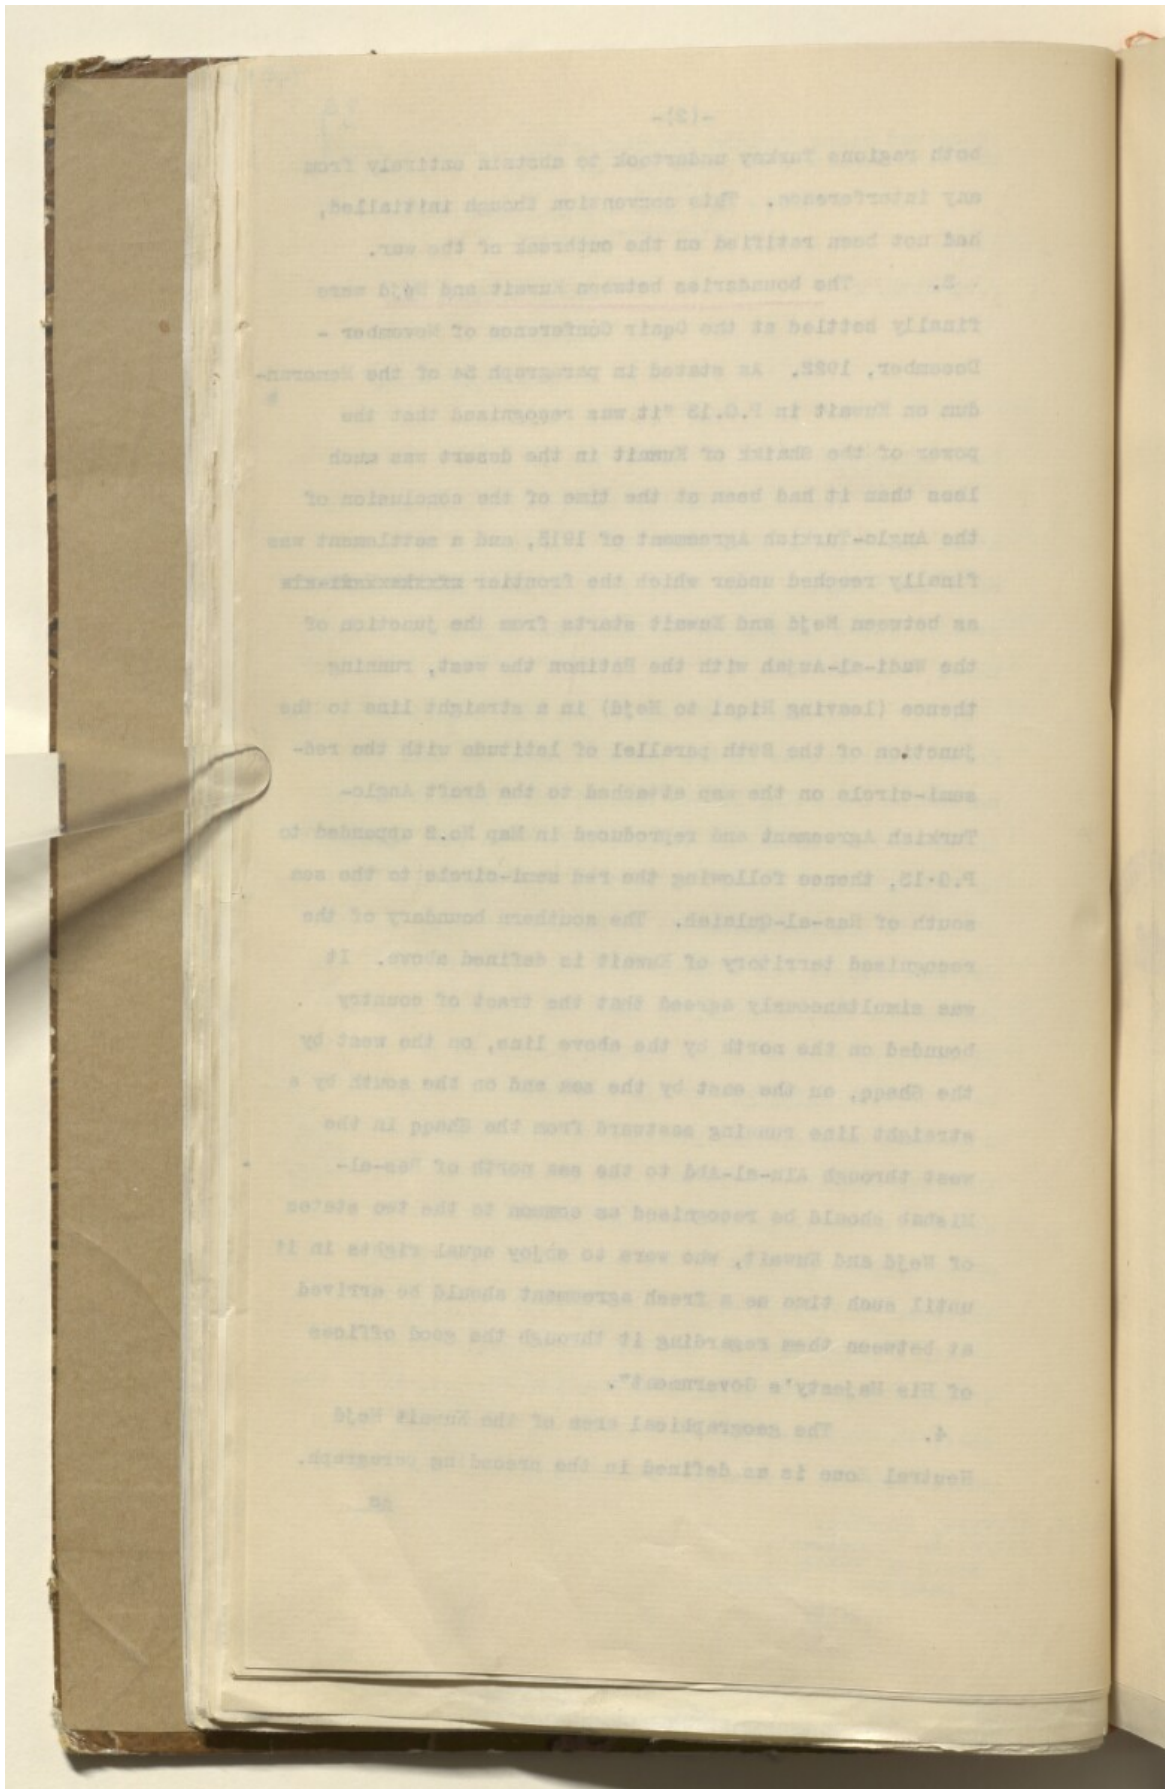 -(2)-
both regions Turkey undertook to abstain entirely from
any interference. This convention though initialled,
had not been ratified on the outbreak of the war.
The boundaries between Kuwait and Nejd were
finally settled at the Oqair Conference of November -
December, 1922. As stated in paragraph 54 of the Memoran-
dum on Kuwait in P.G.13 "it was recognised that the
power of the Shaikh of Kuwait in the desert was much
less than it had been at the time of the conclusion of
the Anglo-Turkish Agreement of 1913, and a settlement was
finally reached under which the frontier
as between Nejd and Kuwait starts from the junction of
the Wadi-al-Aujah with the Batinon the west, running
thence (leaving Riqai to Nejd) in a straight line to the
junction of the 29th parallel of latitude with the red-
semi-circle on the map attached to the draft Anglo-
Turkish Agreement and reproduced in Map No.2 appended to
P.G.13, thence following the red semi-circle to the sea
south of Ras-al-Qulaiah. The southern boundary of the
recognised territory of Kuwait is defined above. It
was simultaneously agreed that the tract of country
bounded on the north by the above line, on the west by
the Shaqq, on the east by the sea and on the south by a
straight line running eastward from the Shaqq in the
west through Ain-al-Abd to the sea north of Ras-al-
Mishab should be recognised as common to the two states
of Nejd and Kuwait, who were to enjoy equal rights in it
until such time as a fresh agreement should be arrived
at between them regarding it through the good offices
of His Majesty's Government".
4. The geographical area of the Kuwait Nejd
Neutral Zone is as defined in the preceding paragraph.